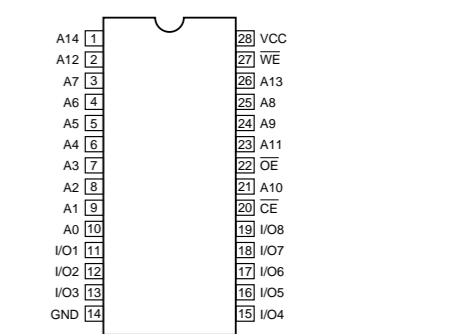 A14 1 28 VCC
A12 2 27 WE
A7 3 26 A13
A6 4 25 A8
A5 5 24 A9
A4 6 23 A11
A3 7 22 OE
A2 8 21 A10
A1 9 20 CE
A0 10 19 I/O8
I/O1 11 18 I/O7
I/O2 12 17 I/O6
I/O3 13 16 I/O5
GND 14 15 I/O4